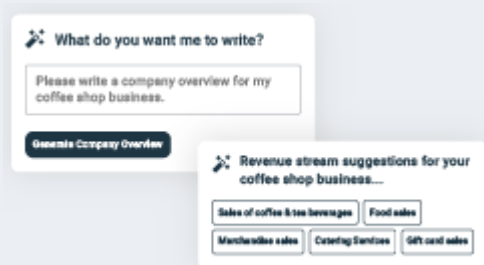 What do you want me to write?
Please write a company overview for my
coffee shop business.
Generate Company Overview
Revenue stream suggestions for your
coffee shop business...
Sales of coffee & tea beverages
Food sales
Merchandise sales
Catering Services
Gift card sales